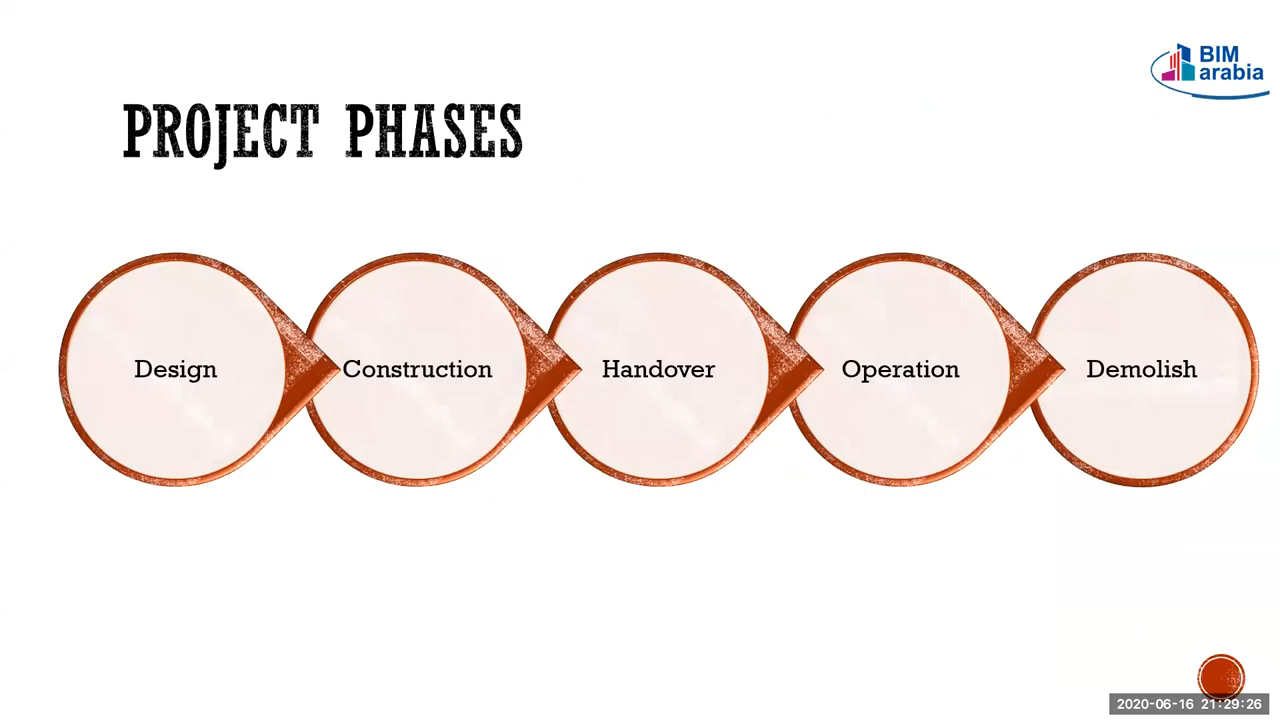 BIM
arabia
PROJECT PHASES
Design
Construction
Handover
Operation
Demolish
2020-06-16 21:29:26